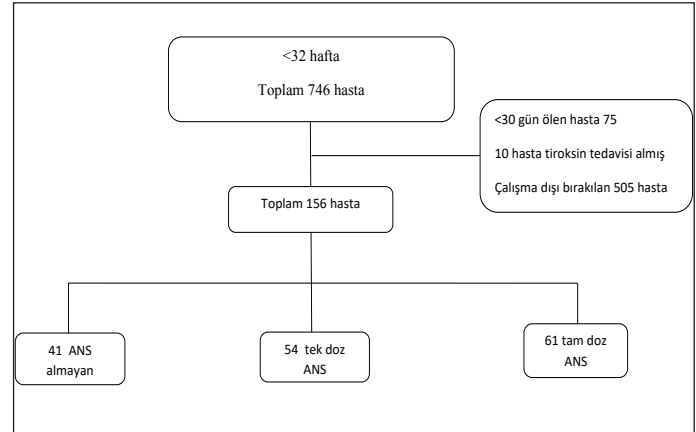 <32 hafta
Toplam 746 hasta
<30 gün ölen hasta 75
10 hasta tiroksin tedavisi almış
Çalışma dışı bırakılan 505 hasta
Toplam 156 hasta
41 ANS
almayan
54 tek doz
ANS
61 tam doz
ANS